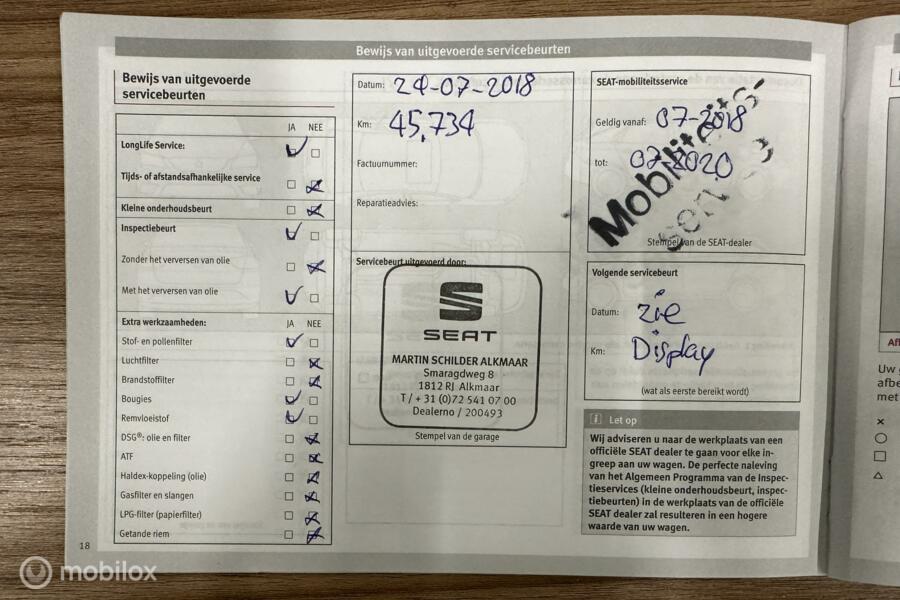 Bewijs van uitgevoerde servicebeurten
Bewijs van uitgevoerde
servicebeurten
JA NEE
LongLife Service:
Tijds- of afstandsafhankelijke service
Kleine onderhoudsbeurt
Inspectiebeurt
Zonder het verversen van olie
Met het verversen van olie
Extra werkzaamheden: JA NEE
Stof- en pollenfilter
Luchtfilter
Brandstoffilter
Bougies
Remvloeistof
DSG®: olie en filter
ATF
Haldex-koppeling (olie)
Gasfilter en slangen
LPG-filter (papierfilter)
Getande riem
18
Datum: 24-07-2018
Km: 45,734
Factuurnummer:
Reparatieadvies:
Servicebeurt uitgevoerd door:
SEAT
MARTIN SCHILDER ALKMAAR
Smaragdweg 8
1812 RJ Alkmaar
T / + 31 (0)72 541 07 00
Dealerno / 200493
Stempel van de garage
SEAT-mobiliteitsservice
Geldig vanaf: 07-2018
tot: 07-2020
Mobiliteits-
Stempel van de SEAT-dealer
Volgende servicebeurt
Datum: zie
Km: Display
(wat als eerste bereikt wordt)
i Let op
Wij adviseren u naar de werkplaats van een
officiële SEAT dealer te gaan voor elke in-
greep aan uw wagen. De perfecte naleving
van het Algemeen Programma van de Inspec-
tieservices (kleine onderhoudsbeurt, inspec-
tiebeurten) in de werkplaats van de officiële
SEAT dealer zal resulteren in een hogere
waarde van uw wagen.
Uw
afbe
met
mobilox